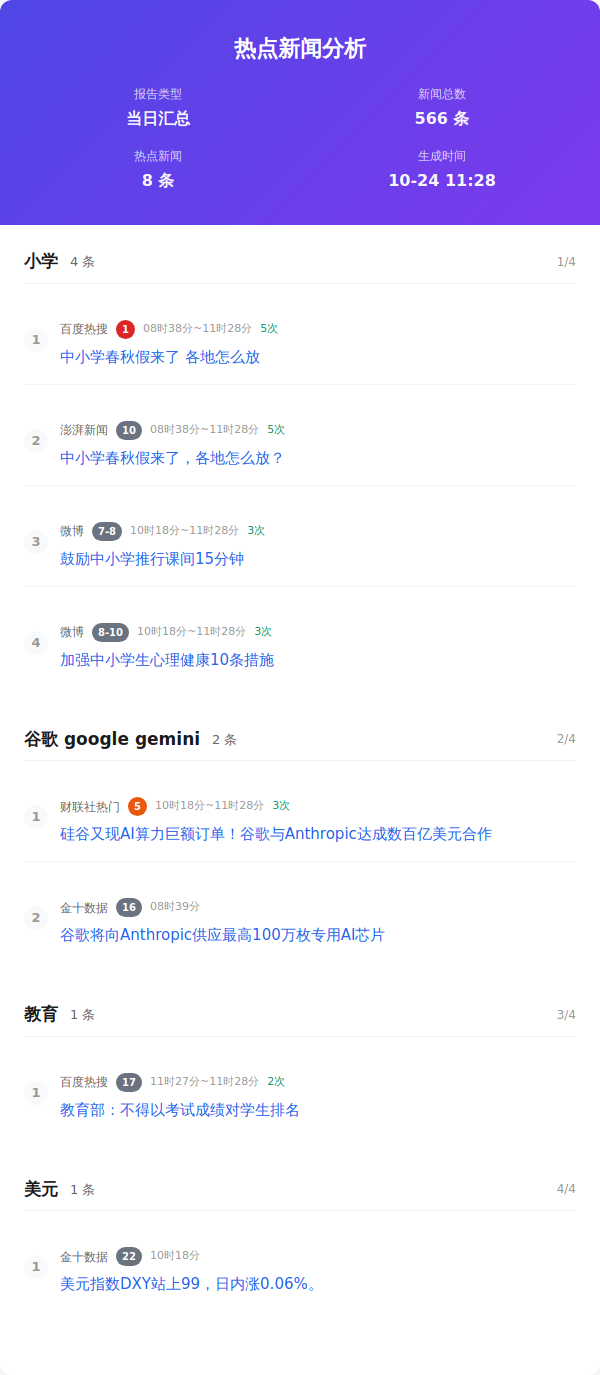 热点新闻分析
报告类型
新闻总数
当日汇总
566 条
热点新闻
生成时间
8 条
10-24 11:28
小学 4 条 1/4
1 百度热搜 1 08时38分~11时28分 5次
中小学春秋假来了 各地怎么放
2 澎湃新闻 10 08时38分~11时28分 5次
中小学春秋假来了，各地怎么放？
3 微博 7-8 10时18分~11时28分 3次
鼓励中小学推行课间15分钟
4 微博 8-10 10时18分~11时28分 3次
加强中小学生心理健康10条措施
谷歌 google gemini 2 条 2/4
1 财联社热门 5 10时18分~11时28分 3次
硅谷又现AI算力巨额订单！谷歌与Anthropic达成数百亿美元合作
2 金十数据 16 08时39分
谷歌将向Anthropic供应最高100万枚专用AI芯片
教育 1 条 3/4
1 百度热搜 17 11时27分~11时28分 2次
教育部：不得以考试成绩对学生排名
美元 1 条 4/4
1 金十数据 22 10时18分
美元指数DXY站上99，日内涨0.06%。